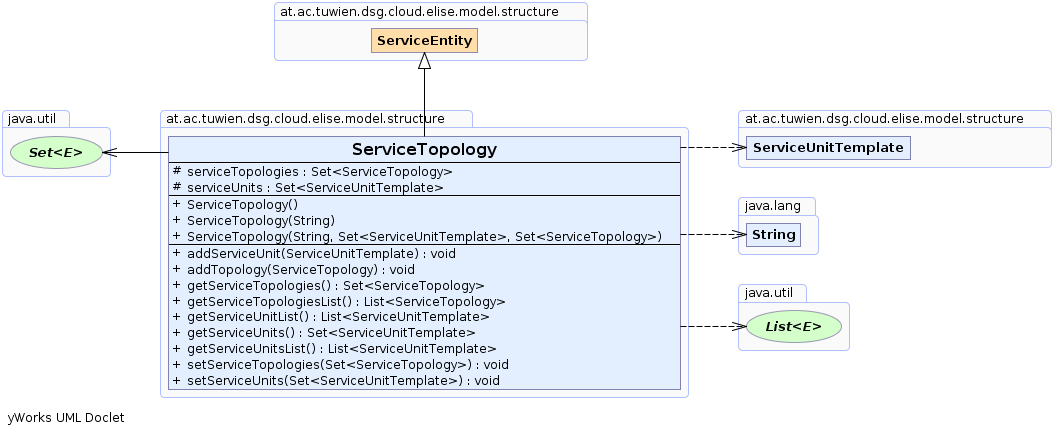 at.ac.tuwien.dsg.cloud.elise.model.structure
ServiceEntity
java.util
Set<E>
at.ac.tuwien.dsg.cloud.elise.model.structure
ServiceTopology
# serviceTopologies : Set<ServiceTopology>
# serviceUnits : Set<ServiceUnitTemplate>
+ ServiceTopology()
+ ServiceTopology(String)
+ ServiceTopology(String, Set<ServiceUnitTemplate>, Set<ServiceTopology>)
+ addServiceUnit(ServiceUnitTemplate) : void
+ addTopology(ServiceTopology) : void
+ getServiceTopologies() : Set<ServiceTopology>
+ getServiceTopologiesList() : List<ServiceTopology>
+ getServiceUnitList() : List<ServiceUnitTemplate>
+ getServiceUnits() : Set<ServiceUnitTemplate>
+ getServiceUnitsList() : List<ServiceUnitTemplate>
+ setServiceTopologies(Set<ServiceTopology>) : void
+ setServiceUnits(Set<ServiceUnitTemplate>) : void
at.ac.tuwien.dsg.cloud.elise.model.structure
ServiceUnitTemplate
java.lang
String
java.util
List<E>
yWorks UML Doclet